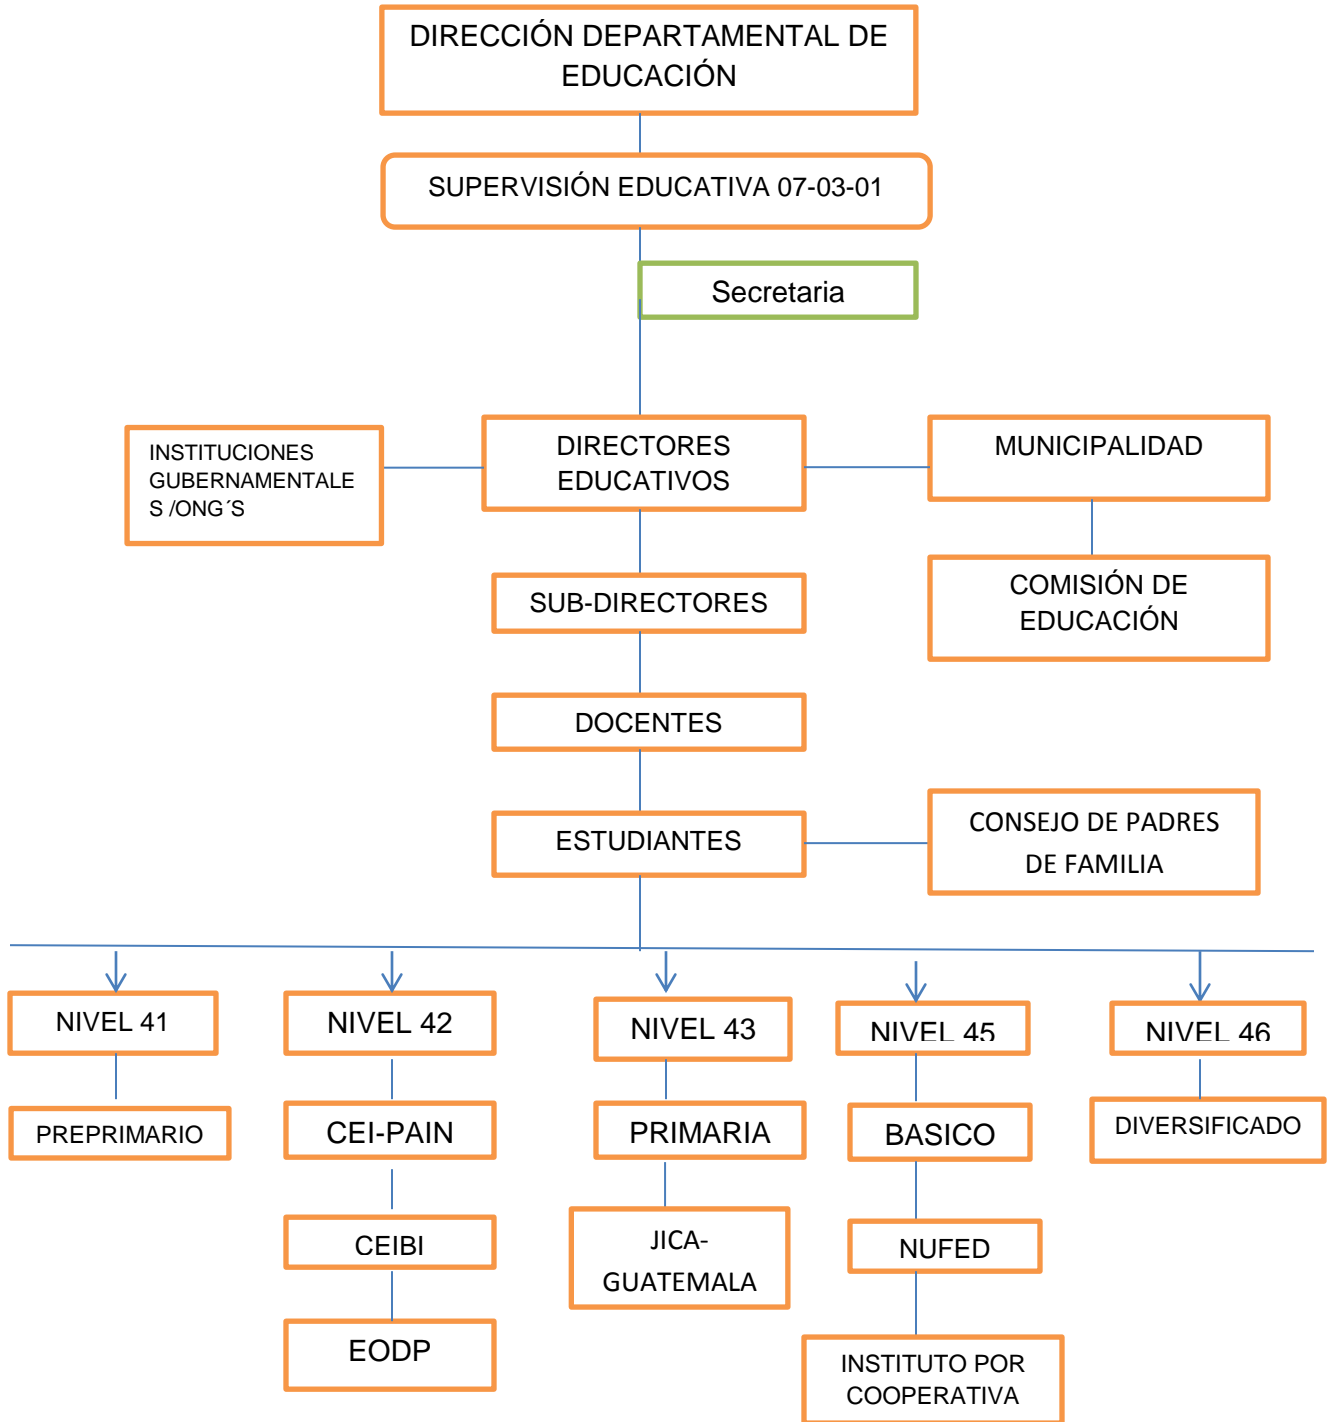 DIRECCIÓN DEPARTAMENTAL DE
EDUCACIÓN
SUPERVISIÓN EDUCATIVA 07-03-01
Secretaria
INSTITUCIONES
GUBERNAMENTALE
S /ONG´S
DIRECTORES
EDUCATIVOS
MUNICIPALIDAD
SUB-DIRECTORES
COMISIÓN DE
EDUCACIÓN
DOCENTES
ESTUDIANTES
CONSEJO DE PADRES
DE FAMILIA
NIVEL 41
NIVEL 42
NIVEL 43
NIVEL 45
NIVEL 46
PREPRIMARIO
CEI-PAIN
PRIMARIA
BASICO
DIVERSIFICADO
CEIBI
JICA-
GUATEMALA
NUFED
EODP
INSTITUTO POR
COOPERATIVA